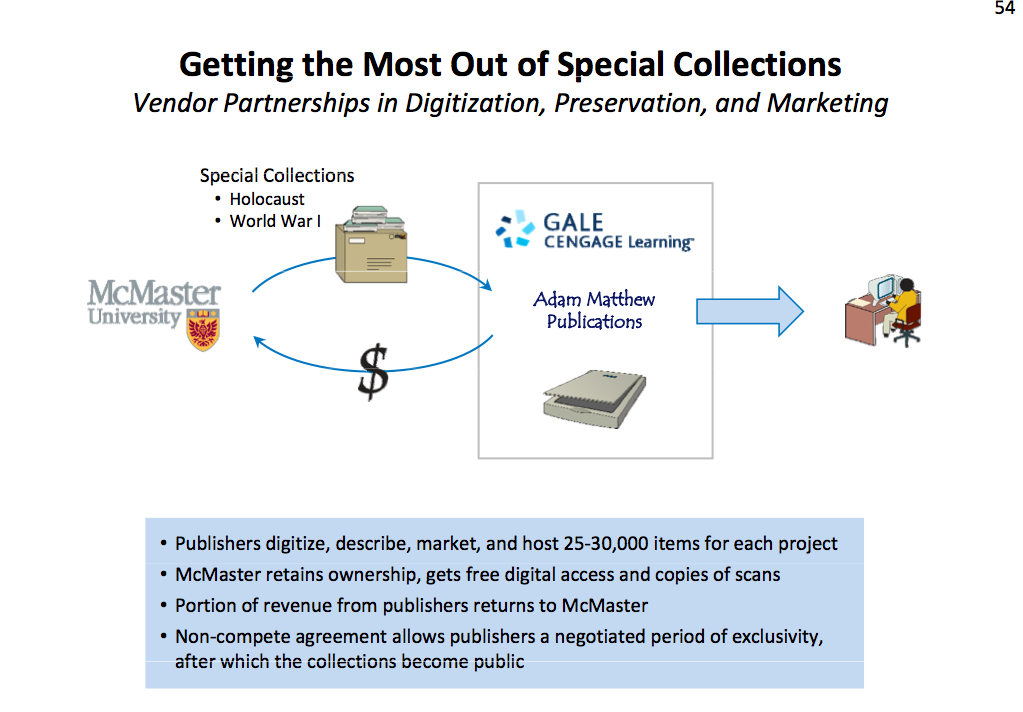 54
Getting the Most Out of Special Collections
Vendor Partnerships in Digitization, Preservation, and Marketing
Special Collections
• Holocaust
• World War I
McMaster
University
$
GALE
CENGAGE Learning™
Adam Matthew
Publications
• Publishers digitize, describe, market, and host 25-30,000 items for each project
• McMaster retains ownership, gets free digital access and copies of scans
• Portion of revenue from publishers returns to McMaster
• Non-compete agreement allows publishers a negotiated period of exclusivity,
after which the collections become public